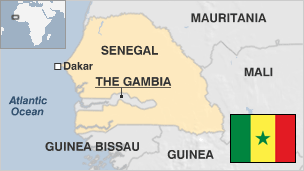 MAURITANIA
SENEGAL
Dakar
THE GAMBIA
MALI
Atlantic
Ocean
GUINEA BISSAU
GUINEA